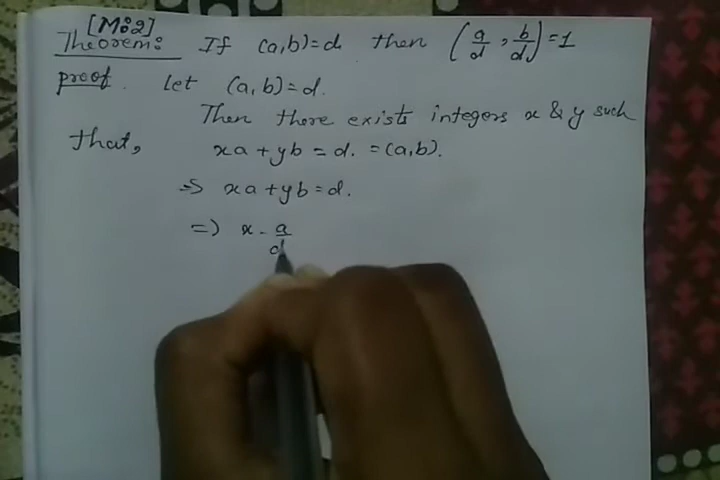 [M:2]
Theorem: If (a,b)=d then (a/d, b/d)=1
proof. Let (a,b)=d.
Then there exists integers x & y such
that, xa+yb=d.=(a,b).
=> xa+yb=d.
=> x. a/d